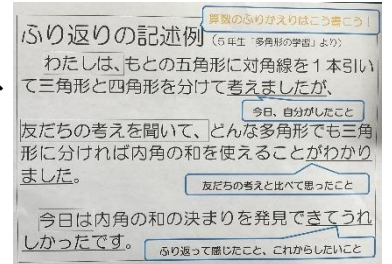 算数のふりかえりはこう書こう!
ふり返りの記述例(5年生「多角形の学習」より)
わたしは、もとの五角形に対角線を1本引い
て三角形と四角形を分けて考えましたが、
今日、自分がしたこと
友だちの考えを聞いて、どんな多角形でも三角
形に分ければ内角の和を使えることがわかり
ました。
友だちの考えと比べて思ったこと
今日は内角の和の決まりを発見できてうれ
しかったです。
ふり返って感じたこと、これからしたいこと